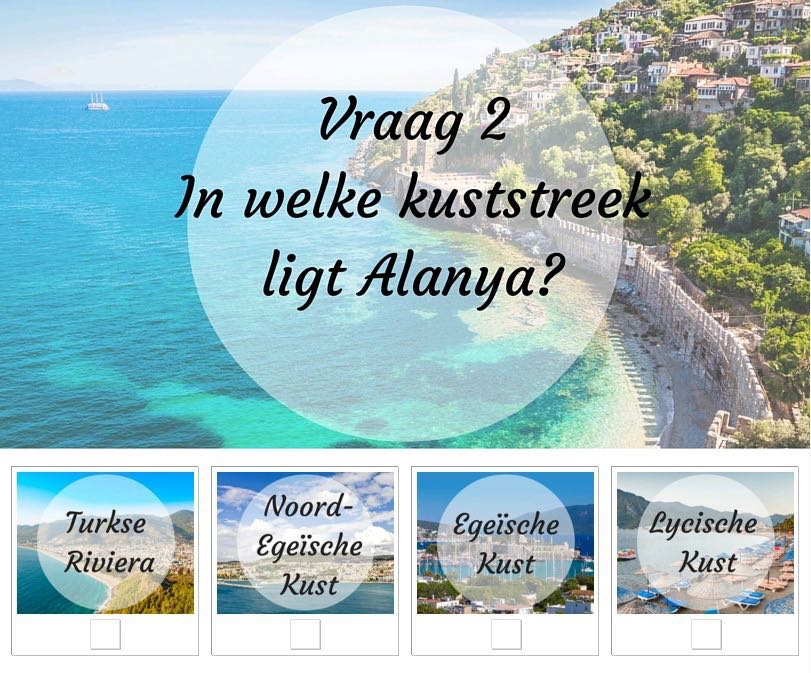 Vraag 2
In welke kuststreek
ligt Alanya?
Turkse
Riviera
Noord-
Egeïsche
Kust
Egeïsche
Kust
Lycische
Kust